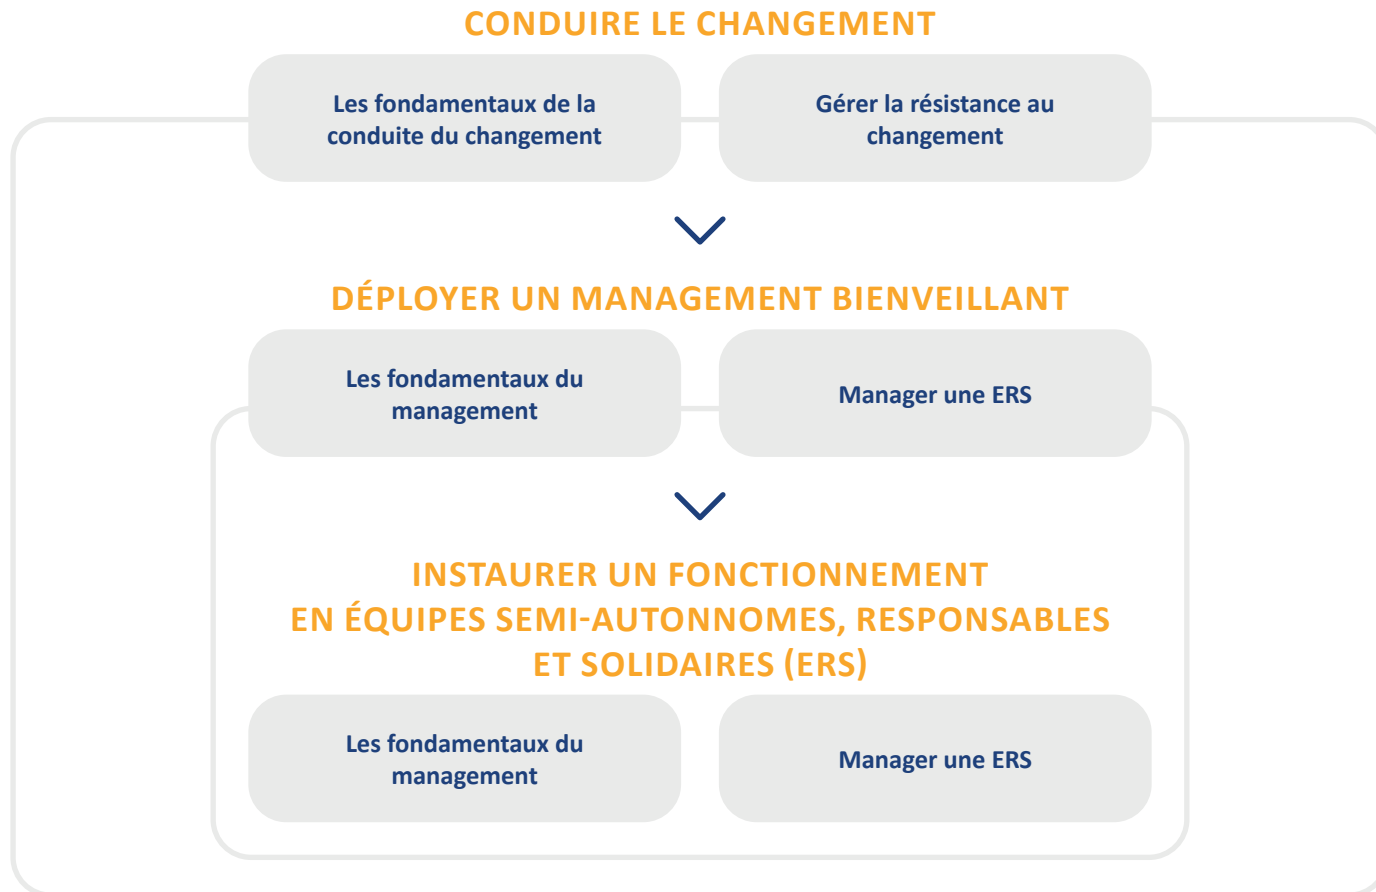 CONDUIRE LE CHANGEMENT
Les fondamentaux de la
conduite du changement
Gérer la résistance au
changement
DÉPLOYER UN MANAGEMENT BIENVEILLANT
Les fondamentaux du
management
Manager une ERS
INSTAURER UN FONCTIONNEMENT
EN ÉQUIPES SEMI-AUTONNOMES, RESPONSABLES
ET SOLIDAIRES (ERS)
Les fondamentaux du
management
Manager une ERS